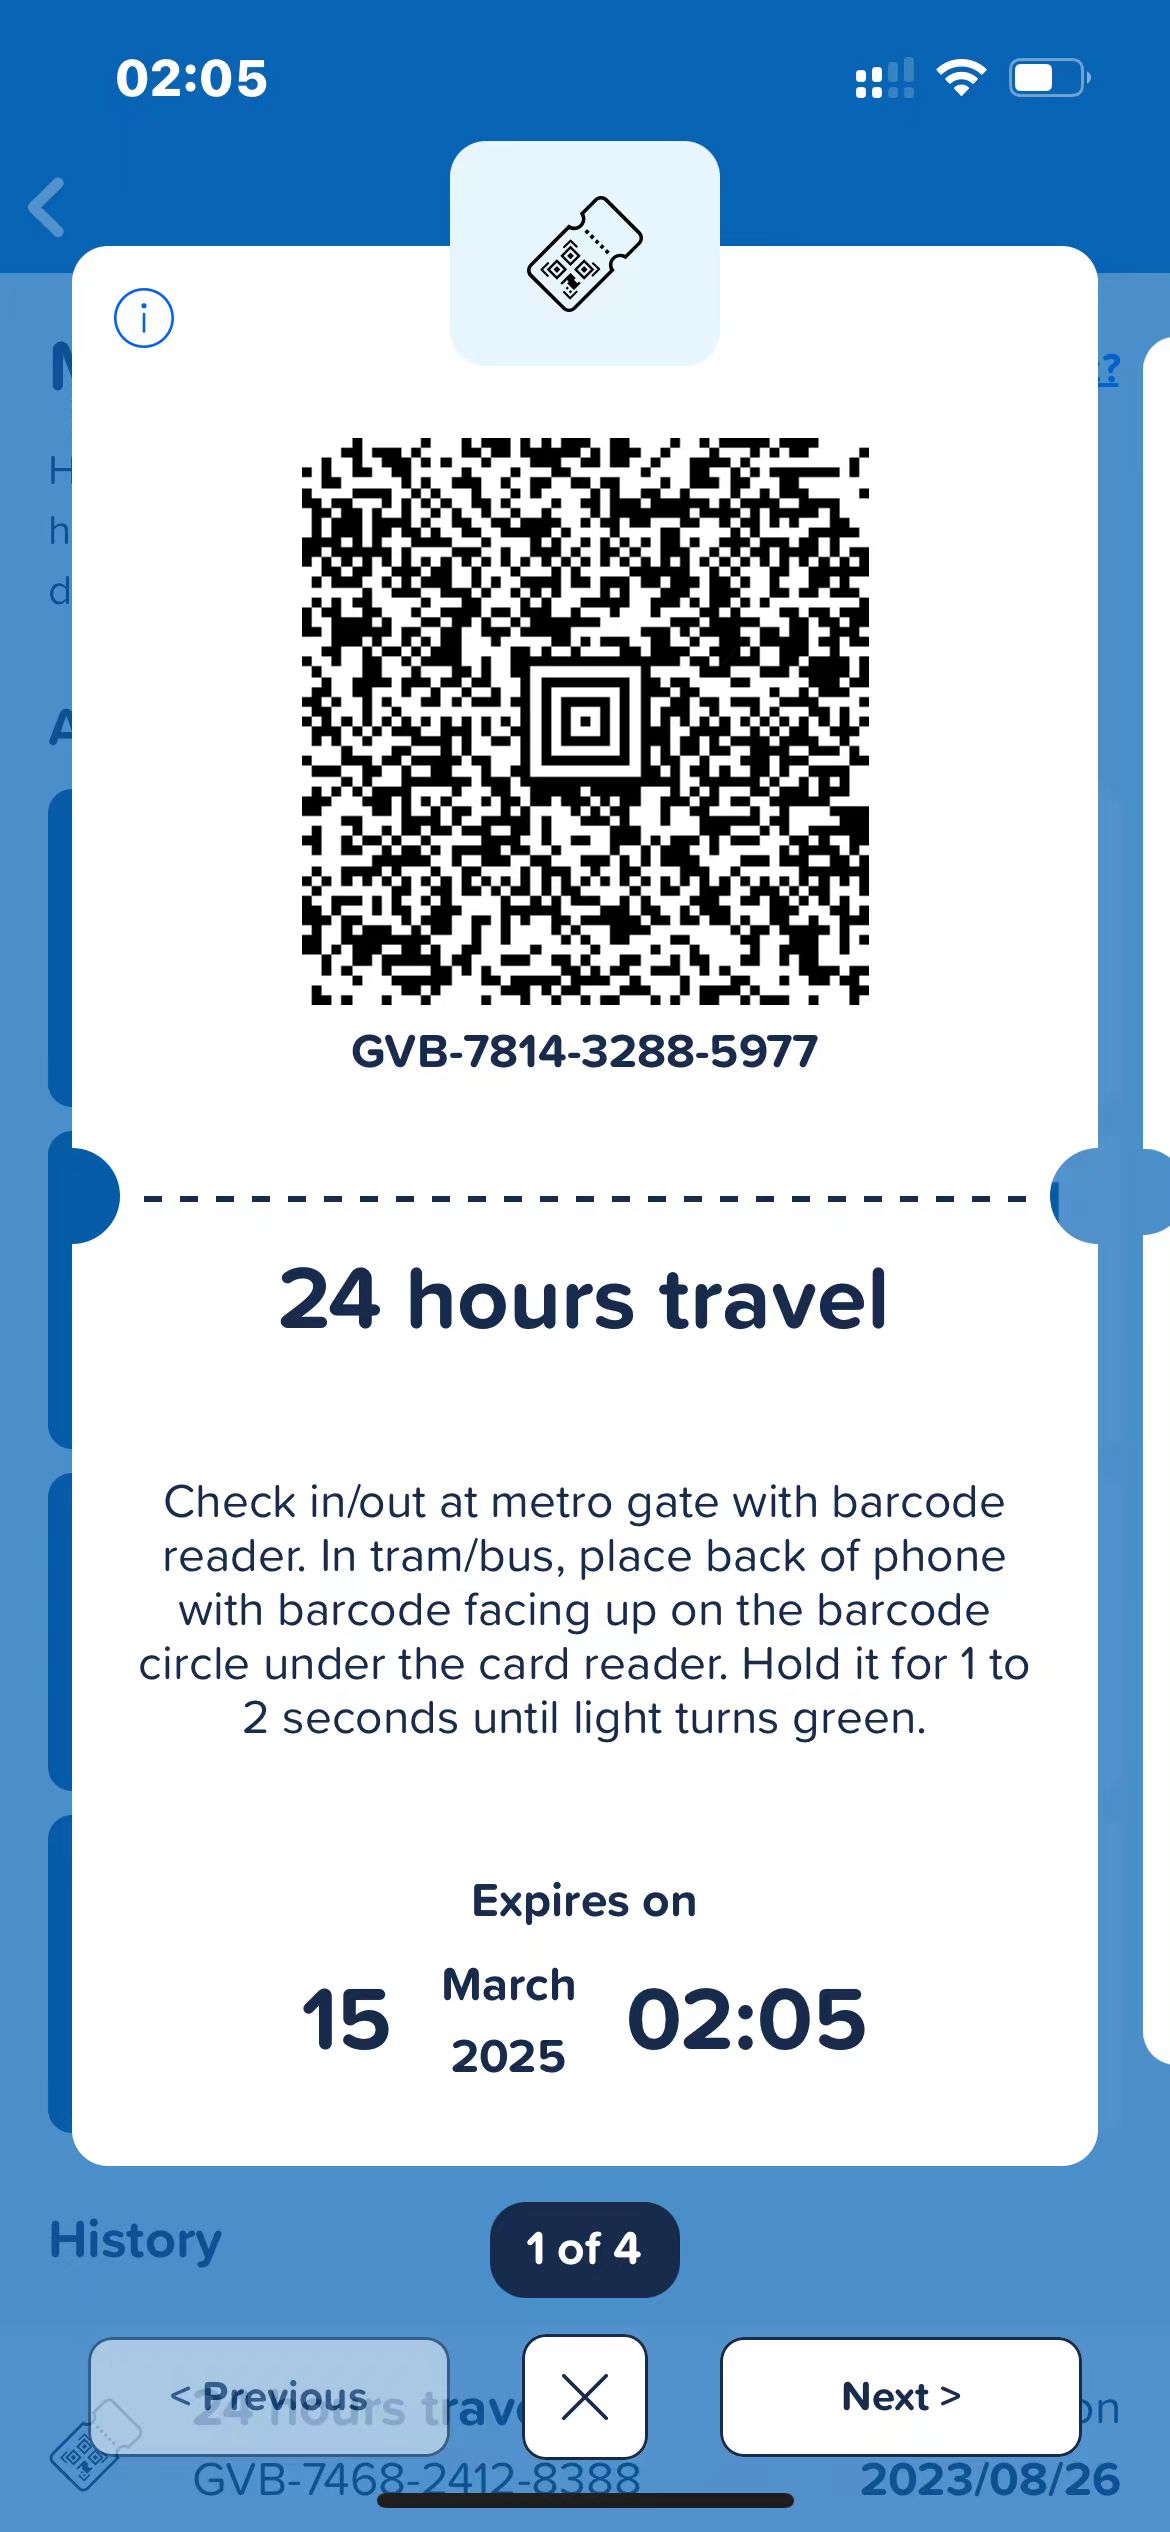 02:05
GVB-7814-3288-5977
24 hours travel
Check in/out at metro gate with barcode
reader. In tram/bus, place back of phone
with barcode facing up on the barcode
circle under the card reader. Hold it for 1 to
2 seconds until light turns green.
Expires on
15 March 2025 02:05
History
1 of 4
< Previous
Next >
24 hours
GVB-7468-2412-8388
2023/08/26